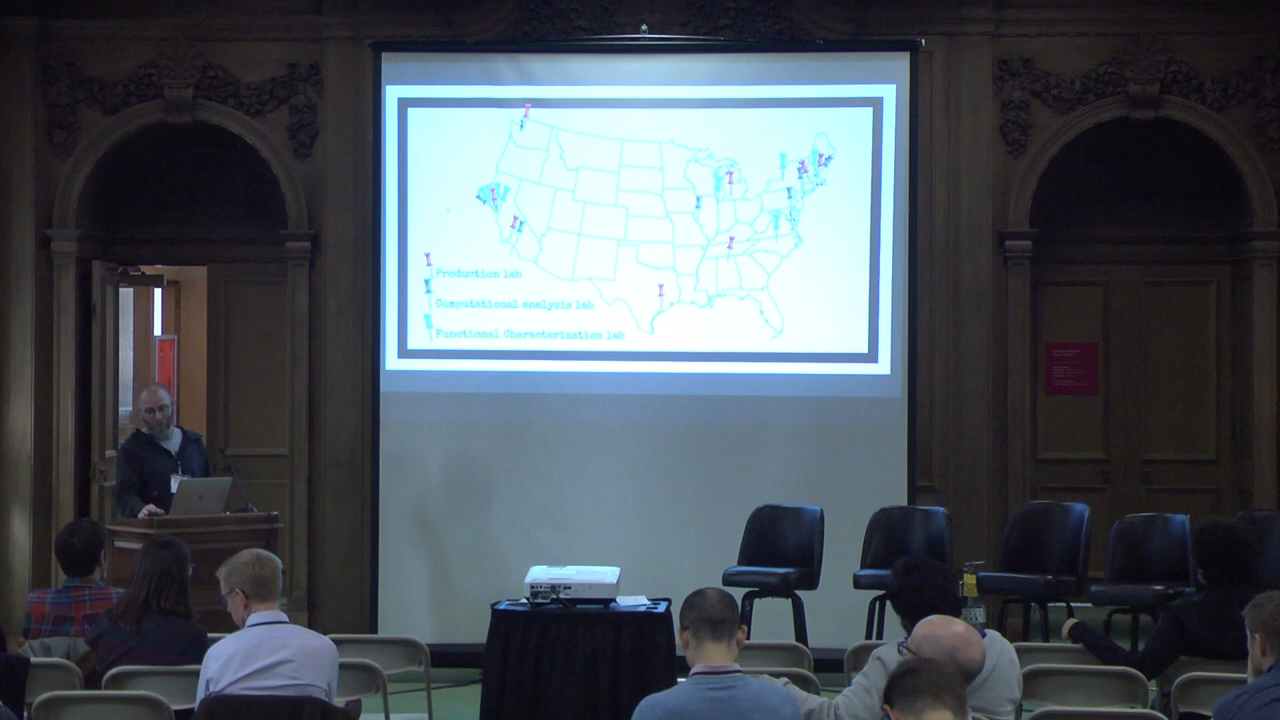 Production lab
Computational analysis lab
Functional Characterization lab